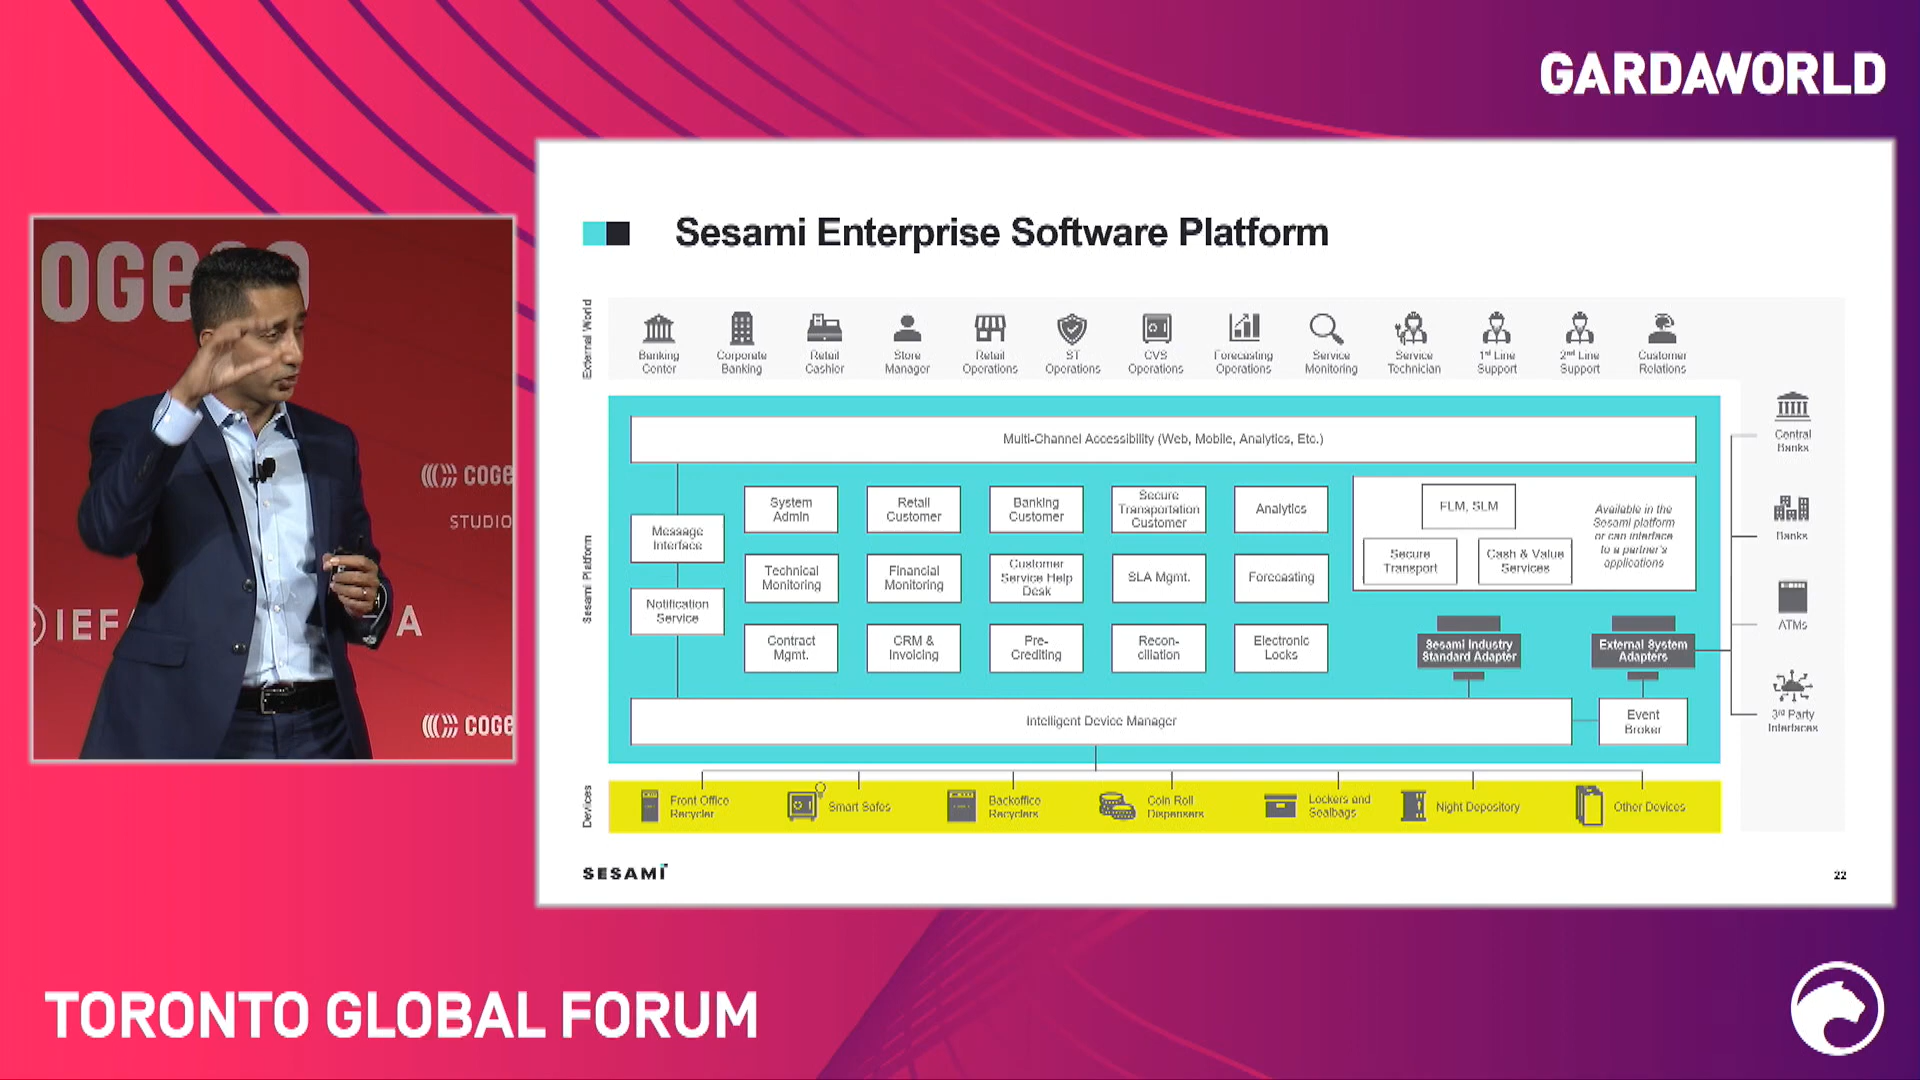 GARDAWORLD
OGE
COGE
STUDIO
IEF
A
COGE
Sesami Enterprise Software Platform
External World
Banking
Center
Corporate
Banking
Retail
Cashier
Store
Manager
Retail
Operations
ST
Operations
CVS
Operations
Forecasting
Operations
Service
Monitoring
Service
Technician
1st Line
Support
2nd Line
Support
Customer
Relations
Sesami Platform
Multi-Channel Accessibility (Web, Mobile, Analytics, Etc.)
Message
Interface
Notification
Service
System
Admin
Retail
Customer
Banking
Customer
Secure
Transportation
Customer
Analytics
Technical
Monitoring
Financial
Monitoring
Customer
Service Help
Desk
SLA Mgmt.
Forecasting
Contract
Mgmt.
CRM &
Invoicing
Pre-
Crediting
Recon-
ciliation
Electronic
Locks
FLM, SLM
Secure
Transport
Cash & Value
Services
Available in the
Sesami platform
or can interface
to a partner's
applications
Sesami Industry
Standard Adapter
External System
Adapters
Intelligent Device Manager
Event
Broker
Central
Banks
Banks
ATMs
3rd Party
Interfaces
Devices
Front Office
Recycler
Smart Safes
Backoffice
Recyclers
Coin Roll
Dispensers
Lockers and
Sealbags
Night Depository
Other Devices
SESAMI
22
TORONTO GLOBAL FORUM